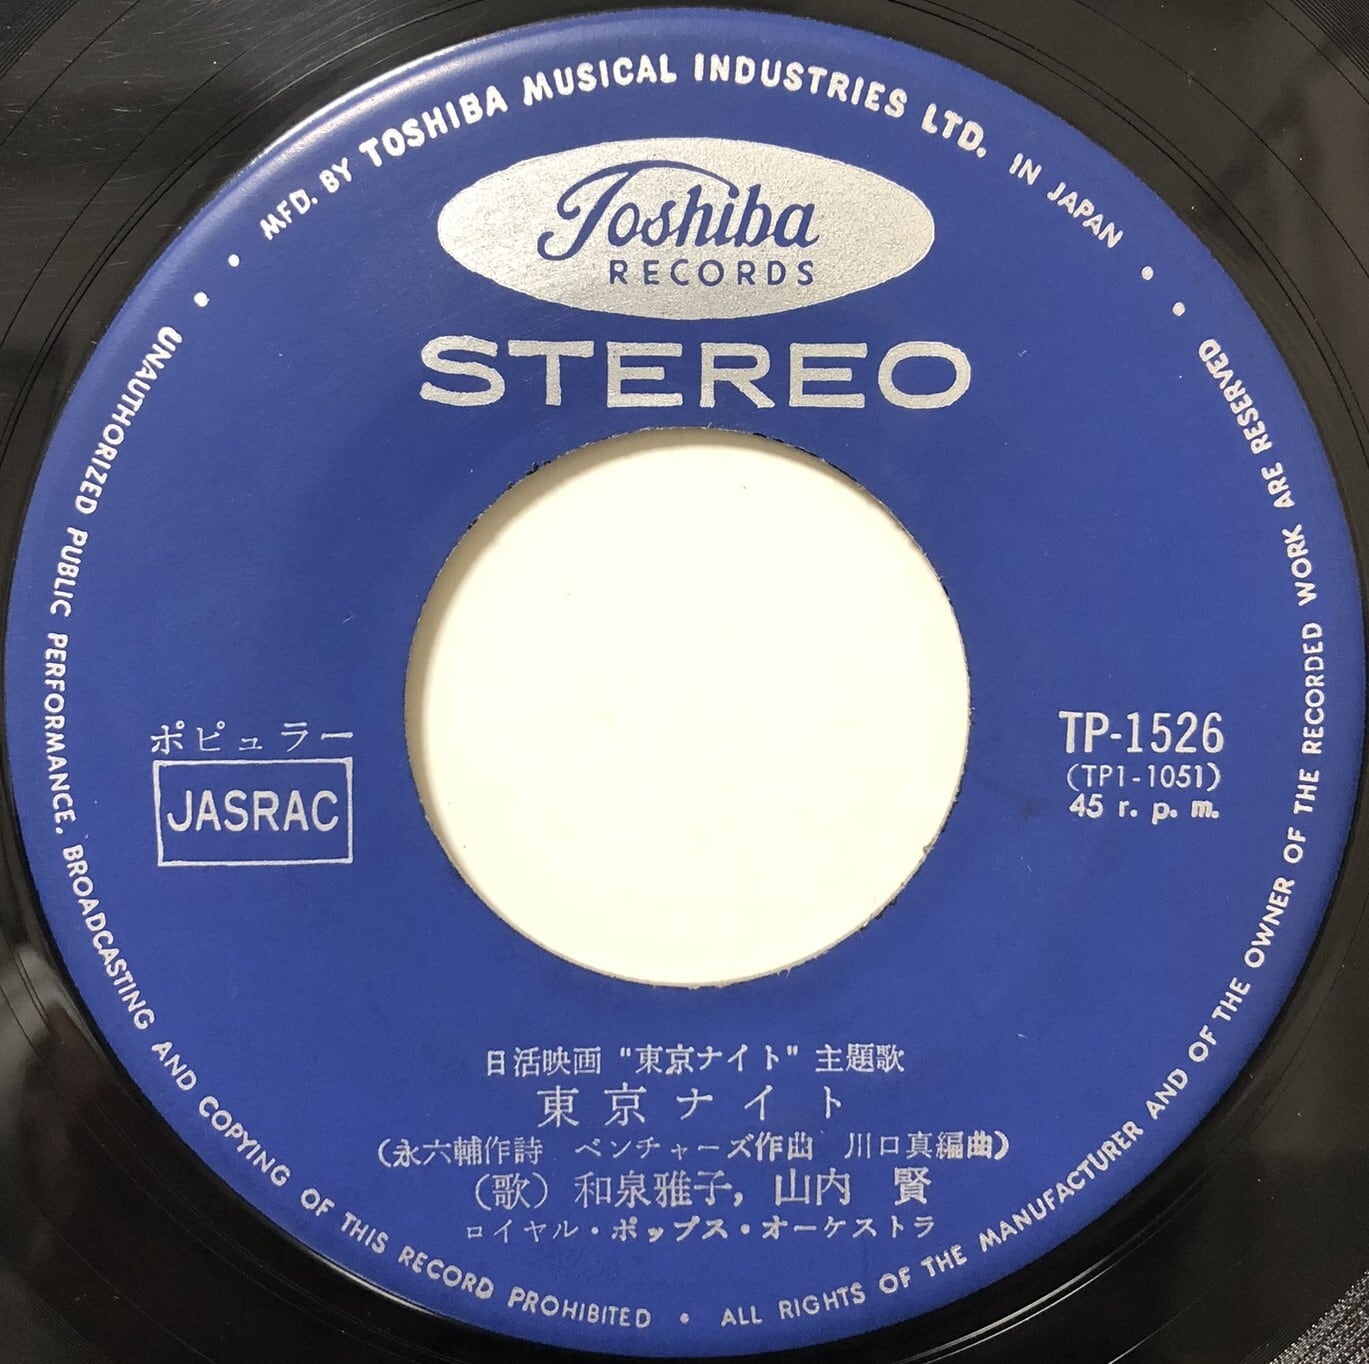 MFD. BY TOSHIBA MUSICAL INDUSTRIES LTD. IN JAPAN
Toshiba
RECORDS
STEREO
ポピュラー
JASRAC
TP-1526
(TP1-1051)
45 r. p. m.
日活映画 "東京ナイト" 主題歌
東京ナイト
(永六輔作詩 ベンチャーズ作曲 川口真編曲)
(歌) 和泉雅子, 山内 賢
ロイヤル・ポップス・オーケストラ
UNAUTHORIZED PUBLIC PERFORMANCE. BROADCASTING AND COPYING OF THIS RECORD PROHIBITED • ALL RIGHTS OF THE MANUFACTURER AND OF THE OWNER OF THE RECORDED WORK ARE RESERVED